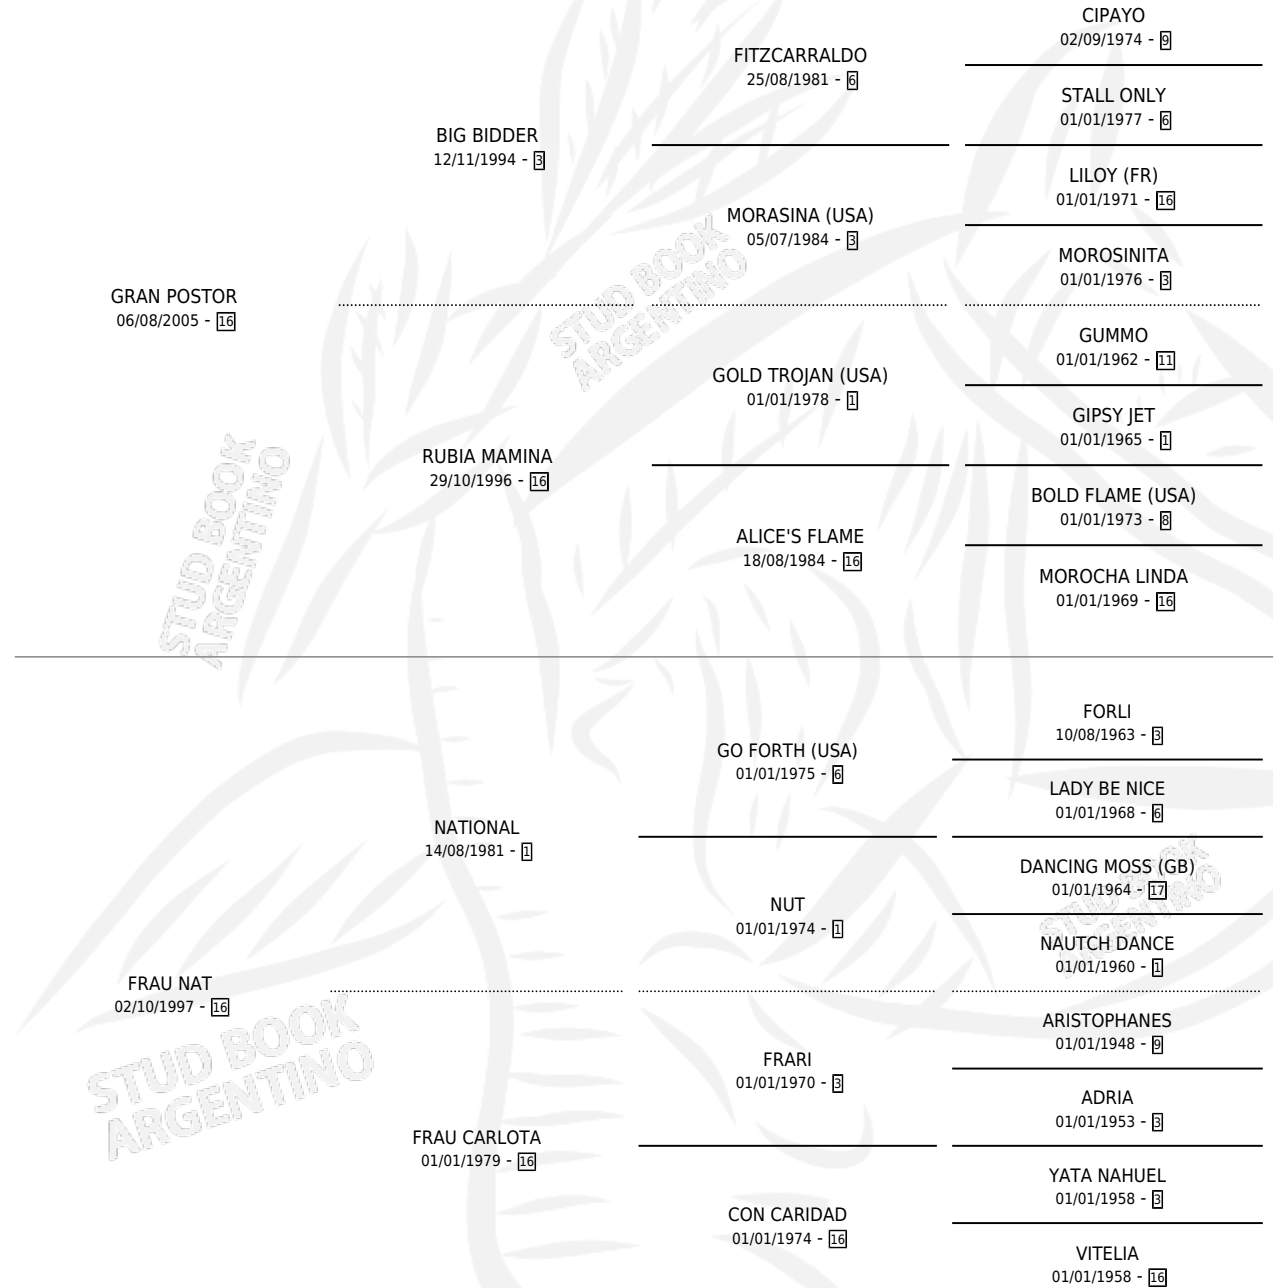 CIPAYO
02/09/1974 - 9
FITZCARRALDO
25/08/1981 - 6
STALL ONLY
01/01/1977 - 6
BIG BIDDER
12/11/1994 - 3
LILOY (FR)
01/01/1971 - 16
MORASINA (USA)
05/07/1984 - 3
MOROSINITA
01/01/1976 - 3
GRAN POSTOR
06/08/2005 - 16
STUD BOOK
ARGENTINO
GUMMO
01/01/1962 - 11
GOLD TROJAN (USA)
01/01/1978 - 1
GIPSY JET
01/01/1965 - 1
RUBIA MAMINA
29/10/1996 - 16
BOLD FLAME (USA)
01/01/1973 - 8
ALICE'S FLAME
18/08/1984 - 16
MOROCHA LINDA
01/01/1969 - 16
STUD BOOK
ARGENTINO
FORLI
10/08/1963 - 3
GO FORTH (USA)
01/01/1975 - 6
LADY BE NICE
01/01/1968 - 6
NATIONAL
14/08/1981 - 1
DANCING MOSS (GB)
01/01/1964 - 17
NUT
01/01/1974 - 1
NAUTCH DANCE
01/01/1960 - 1
STUD BOOK
ARGENTINO
FRAU NAT
02/10/1997 - 16
ARISTOPHANES
01/01/1948 - 9
FRARI
01/01/1970 - 3
ADRIA
01/01/1953 - 3
STUD BOOK
ARGENTINO
FRAU CARLOTA
01/01/1979 - 16
YATA NAHUEL
01/01/1958 - 3
CON CARIDAD
01/01/1974 - 16
VITELIA
01/01/1958 - 16